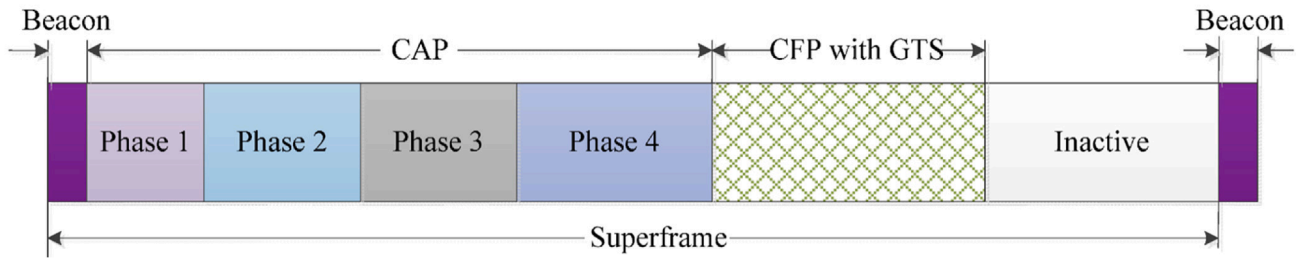 Beacon
Beacon
CAP
CFP with GTS
Phase 1
Phase 2
Phase 3
Phase 4
Inactive
Superframe